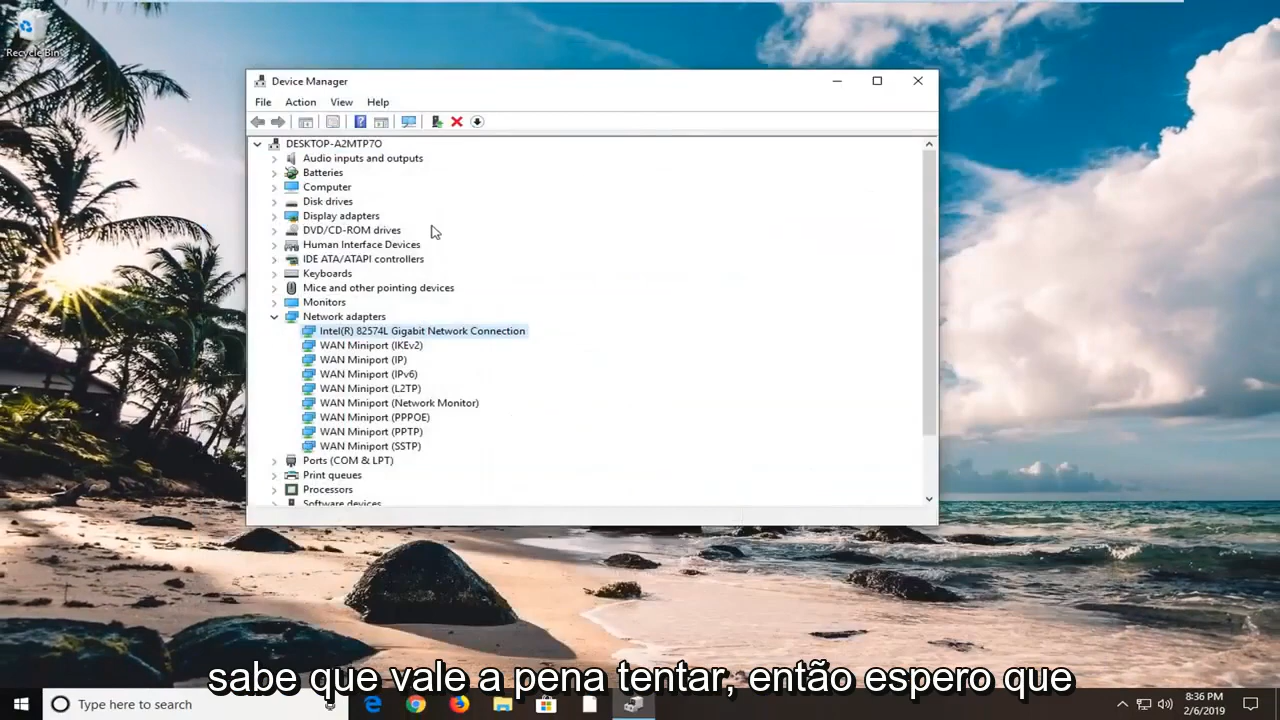 Recycle Bin
Device Manager
File Action View Help
DESKTOP-A2MTP7O
Audio inputs and outputs
Batteries
Computer
Disk drives
Display adapters
DVD/CD-ROM drives
Human Interface Devices
IDE ATA/ATAPI controllers
Keyboards
Mice and other pointing devices
Monitors
Network adapters
Intel(R) 82574L Gigabit Network Connection
WAN Miniport (IKEv2)
WAN Miniport (IP)
WAN Miniport (IPv6)
WAN Miniport (L2TP)
WAN Miniport (Network Monitor)
WAN Miniport (PPPOE)
WAN Miniport (PPTP)
WAN Miniport (SSTP)
Ports (COM & LPT)
Print queues
Processors
Software devices
sabe que vale a pena tentar, então espero que
Type here to search
8:36 PM
2/6/2019